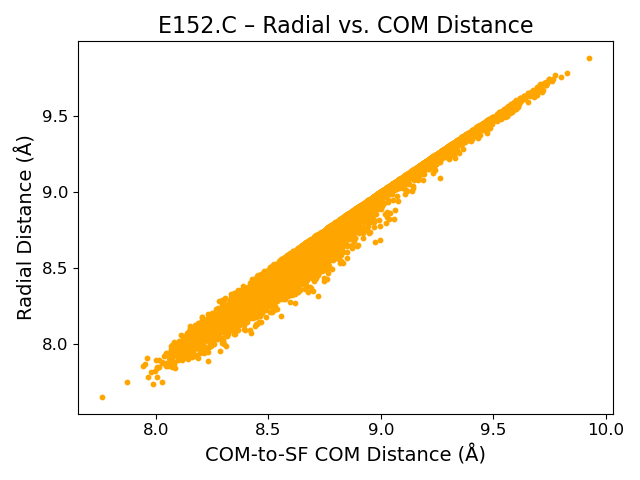 E152.C – Radial vs. COM Distance
Radial Distance (Å)
9.5
9.0
8.5
8.0
8.0 8.5 9.0 9.5 10.0
COM-to-SF COM Distance (Å)